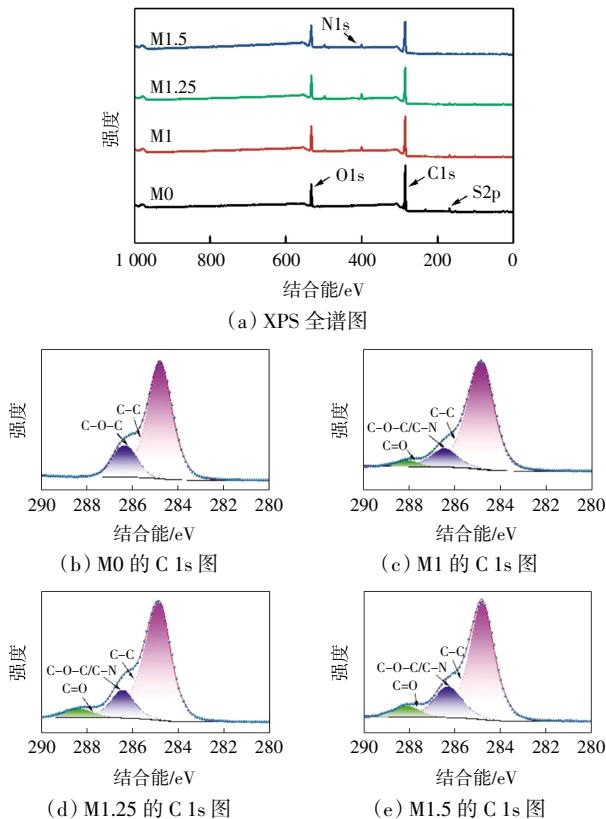 M1.5
N1s
M1.25
M1
M0
O1s
C1s
S2p
强度
1 000 800 600 400 200 0
结合能/eV
(a) XPS 全谱图
C-O-C
C-C
强度
290 288 286 284 282 280
结合能/eV
(b) M0 的 C 1s 图
C-O-C/C-N
C=O
C-C
强度
290 288 286 284 282 280
结合能/eV
(c) M1 的 C 1s 图
C-O-C/C-N
C=O
C-C
强度
290 288 286 284 282 280
结合能/eV
(d) M1.25 的 C 1s 图
C-O-C/C-N
C=O
C-C
强度
290 288 286 284 282 280
结合能/eV
(e) M1.5 的 C 1s 图